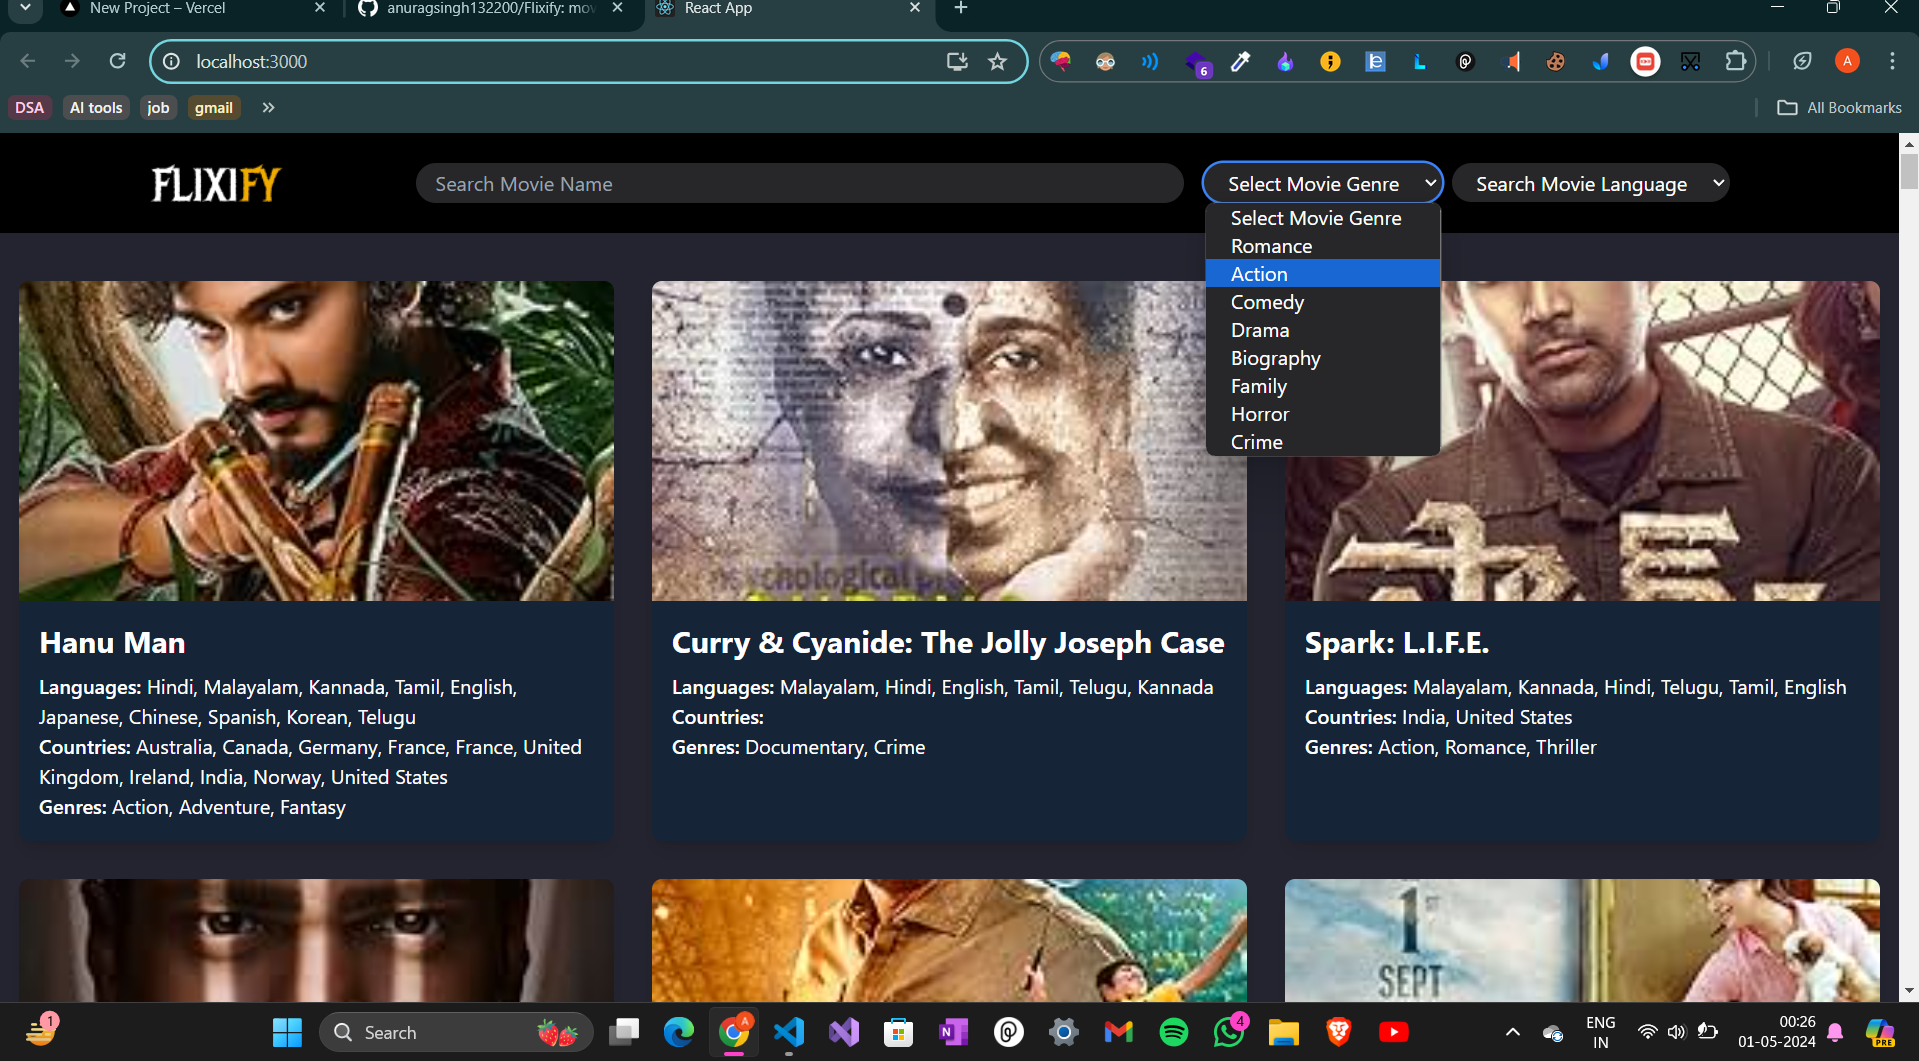 New Project – Vercel
anuragsingh132200/Flixify: mov
React App
localhost:3000
6
A
DSA
AI tools
job
gmail
All Bookmarks
FLIXIFY
Search Movie Name
Select Movie Genre
Search Movie Language
Select Movie Genre
Romance
Action
Comedy
Drama
Biography
Family
Horror
Crime
Hanu Man
Languages: Hindi, Malayalam, Kannada, Tamil, English,
Japanese, Chinese, Spanish, Korean, Telugu
Countries: Australia, Canada, Germany, France, France, United
Kingdom, Ireland, India, Norway, United States
Genres: Action, Adventure, Fantasy
Curry & Cyanide: The Jolly Joseph Case
Languages: Malayalam, Hindi, English, Tamil, Telugu, Kannada
Countries:
Genres: Documentary, Crime
Spark: L.I.F.E.
Languages: Malayalam, Kannada, Hindi, Telugu, Tamil, English
Countries: India, United States
Genres: Action, Romance, Thriller
1ST
SEPT
1
Search
A
4
ENG
IN
00:26
01-05-2024
PRE